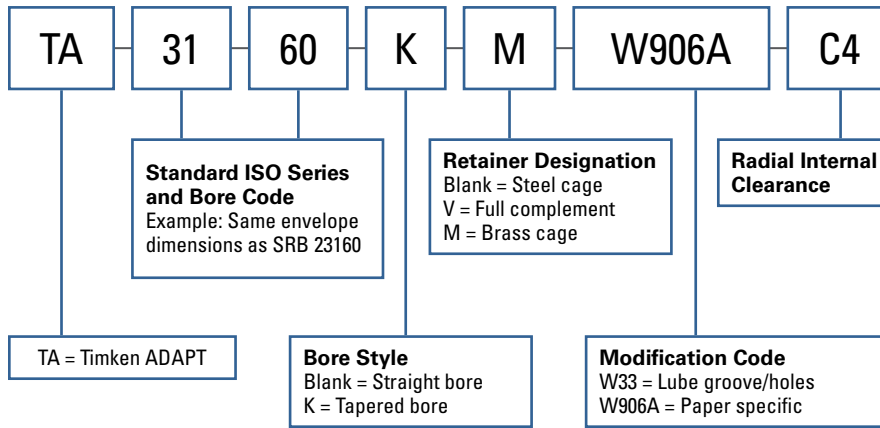 TA
31
60
K
M
W906A
C4
Standard ISO Series
and Bore Code
Example: Same envelope
dimensions as SRB 23160
Retainer Designation
Blank = Steel cage
V = Full complement
M = Brass cage
Radial Internal
Clearance
TA = Timken ADAPT
Bore Style
Blank = Straight bore
K = Tapered bore
Modification Code
W33 = Lube groove/holes
W906A = Paper specific